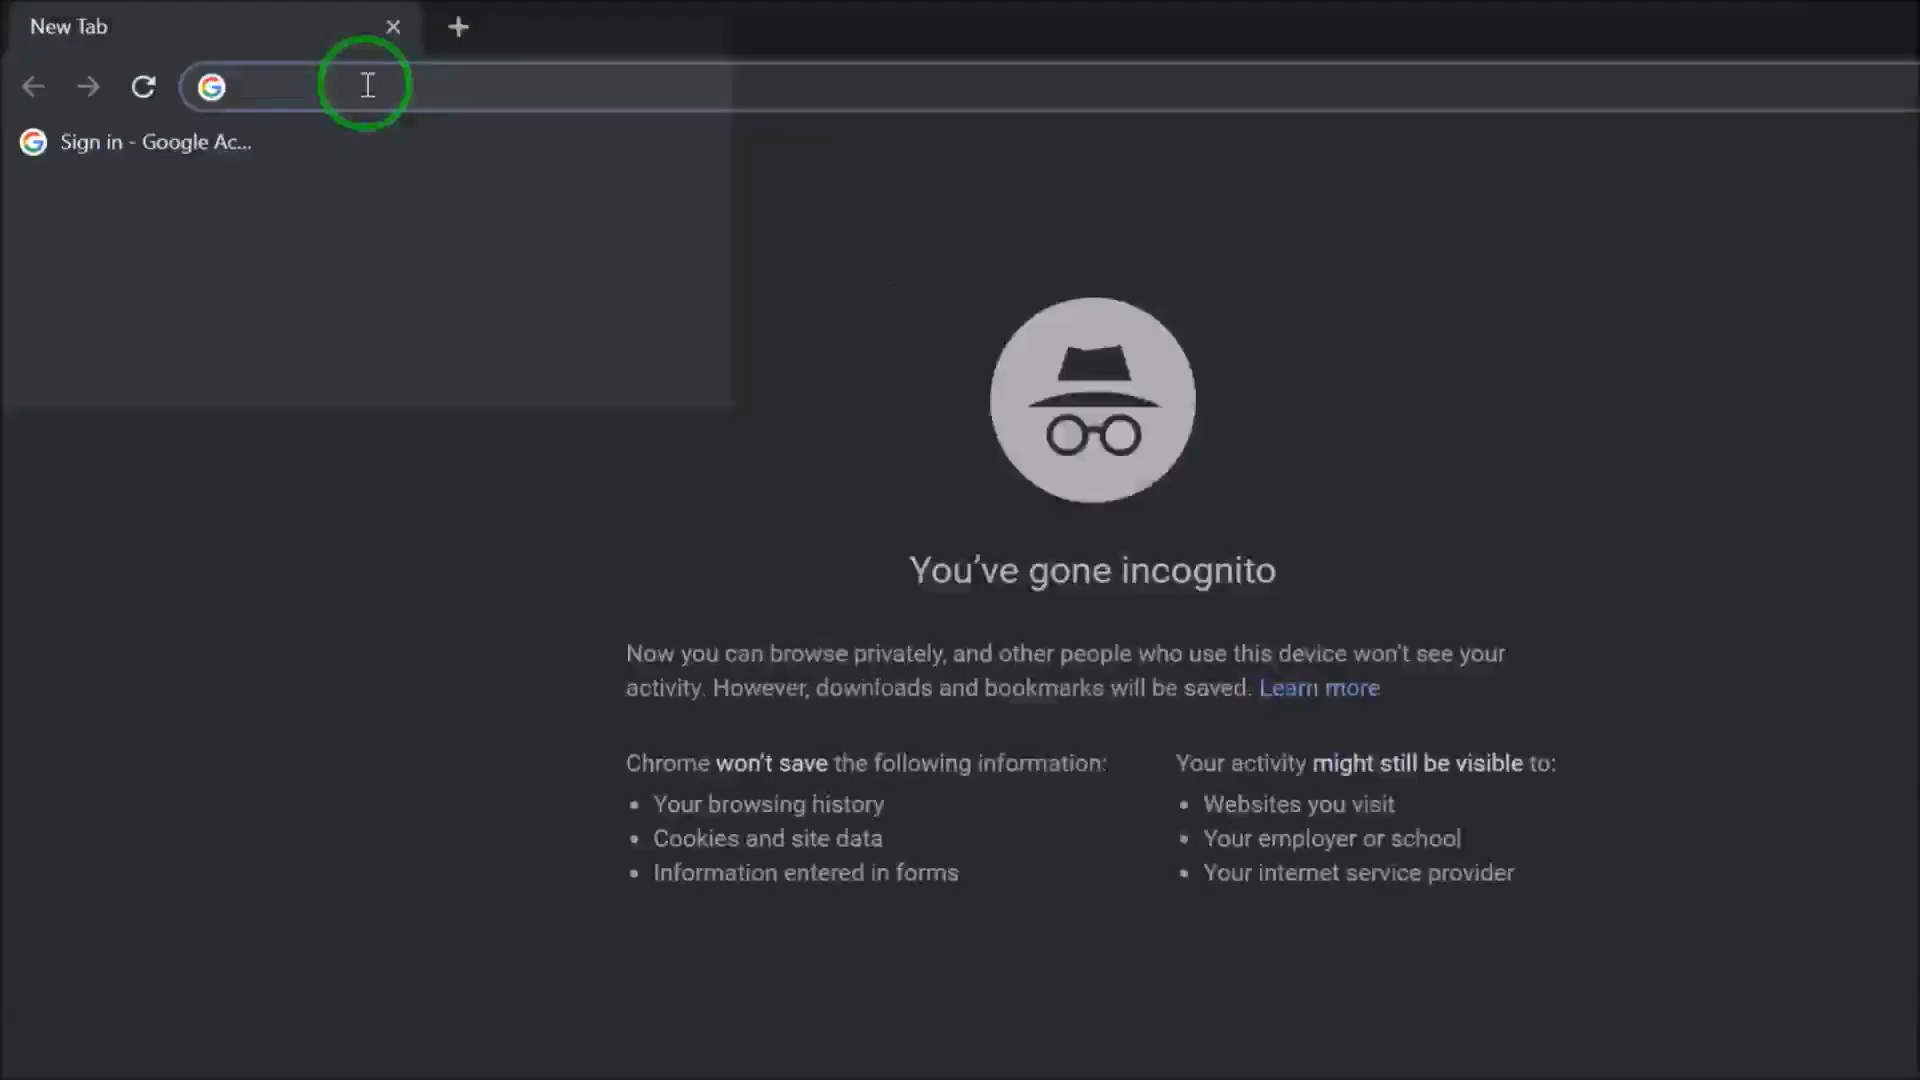 New Tab
Sign in - Google Ac...
You've gone incognito
Now you can browse privately, and other people who use this device won't see your
activity. However, downloads and bookmarks will be saved. Learn more
Chrome won't save the following information:
• Your browsing history
• Cookies and site data
• Information entered in forms
Your activity might still be visible to:
• Websites you visit
• Your employer or school
• Your internet service provider